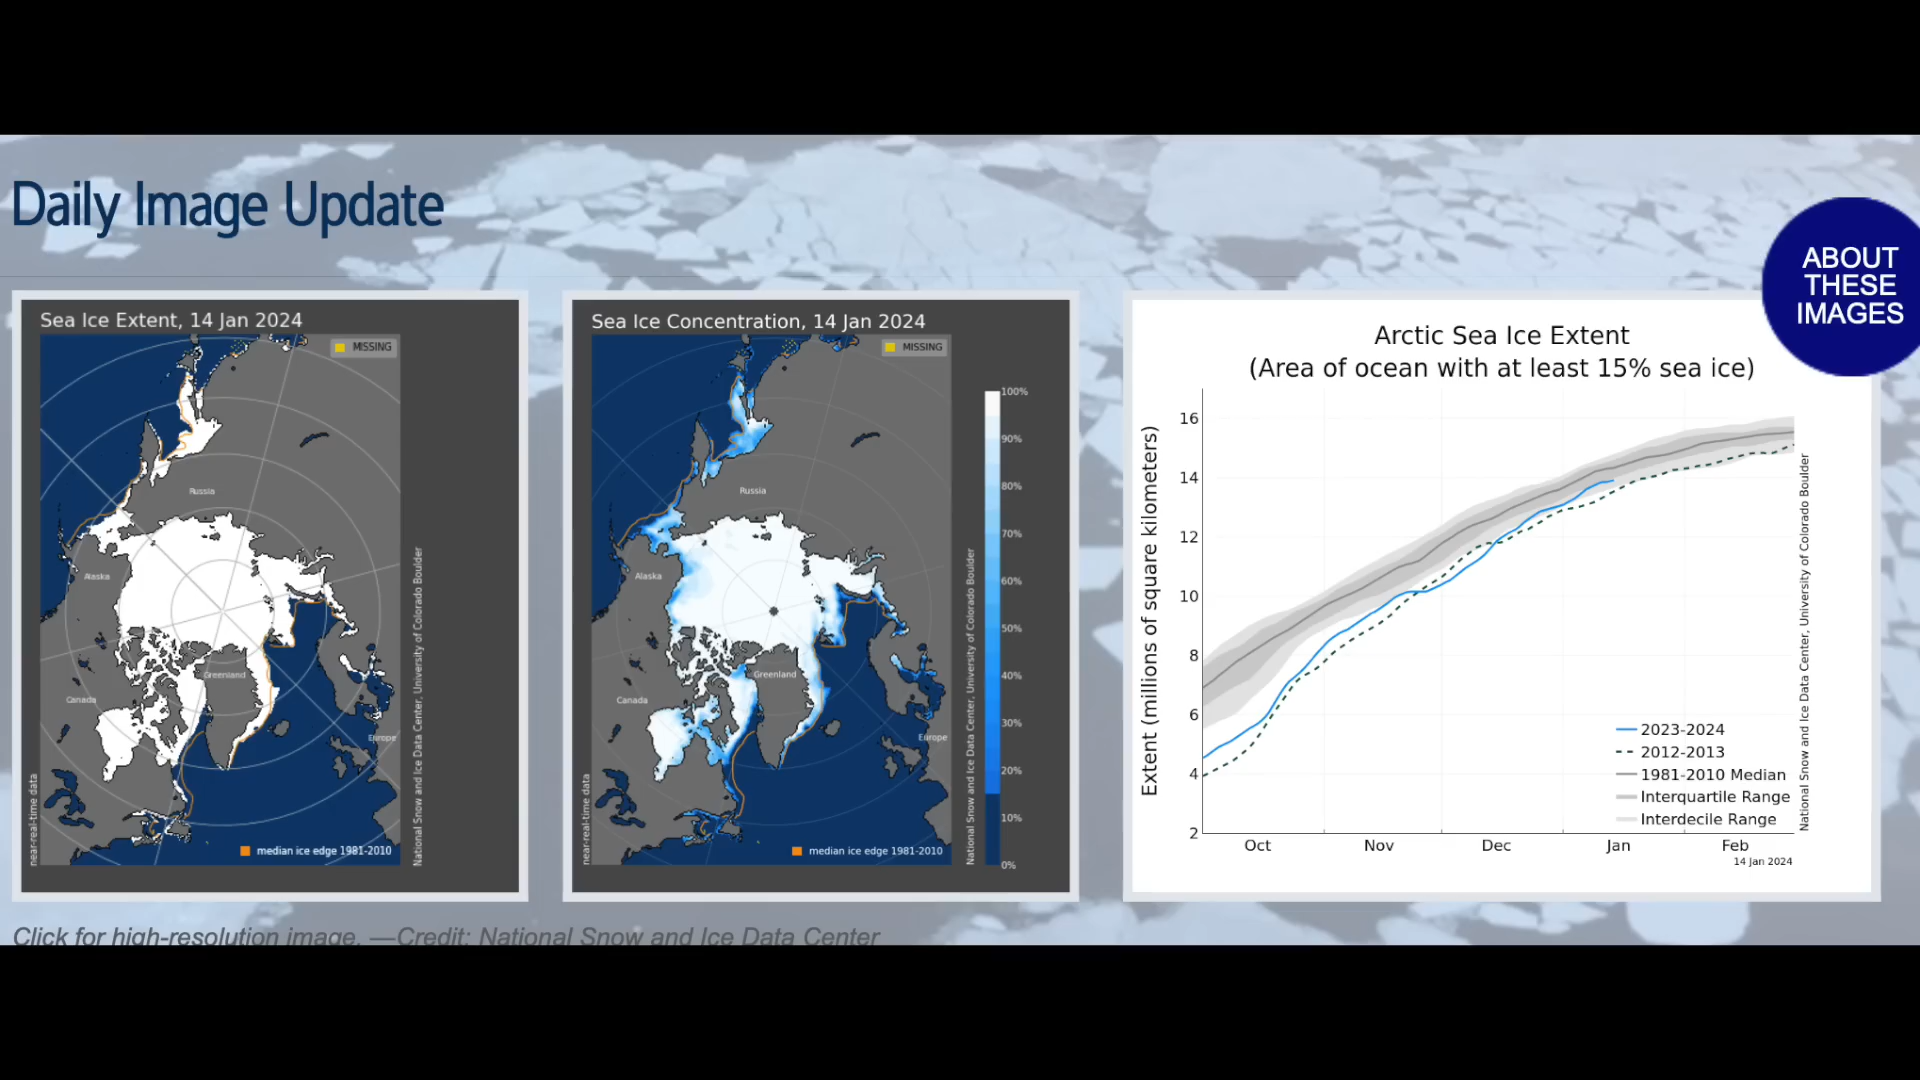 Daily Image Update
ABOUT
THESE
IMAGES
Sea Ice Extent, 14 Jan 2024
MISSING
Russia
Alaska
Greenland
Canada
Europe
near-real-time data
median ice edge 1981-2010
National Snow and Ice Data Center, University of Colorado Boulder
Sea Ice Concentration, 14 Jan 2024
MISSING
100%
90%
80%
70%
60%
50%
40%
30%
20%
10%
0%
Russia
Alaska
Greenland
Canada
Europe
near-real-time data
median ice edge 1981-2010
National Snow and Ice Data Center, University of Colorado Boulder
Arctic Sea Ice Extent
(Area of ocean with at least 15% sea ice)
Extent (millions of square kilometers)
16
14
12
10
8
6
4
2
Oct
Nov
Dec
Jan
Feb
14 Jan 2024
2023-2024
2012-2013
1981-2010 Median
Interquartile Range
Interdecile Range
National Snow and Ice Data Center, University of Colorado Boulder
Click for high-resolution image. —Credit: National Snow and Ice Data Center